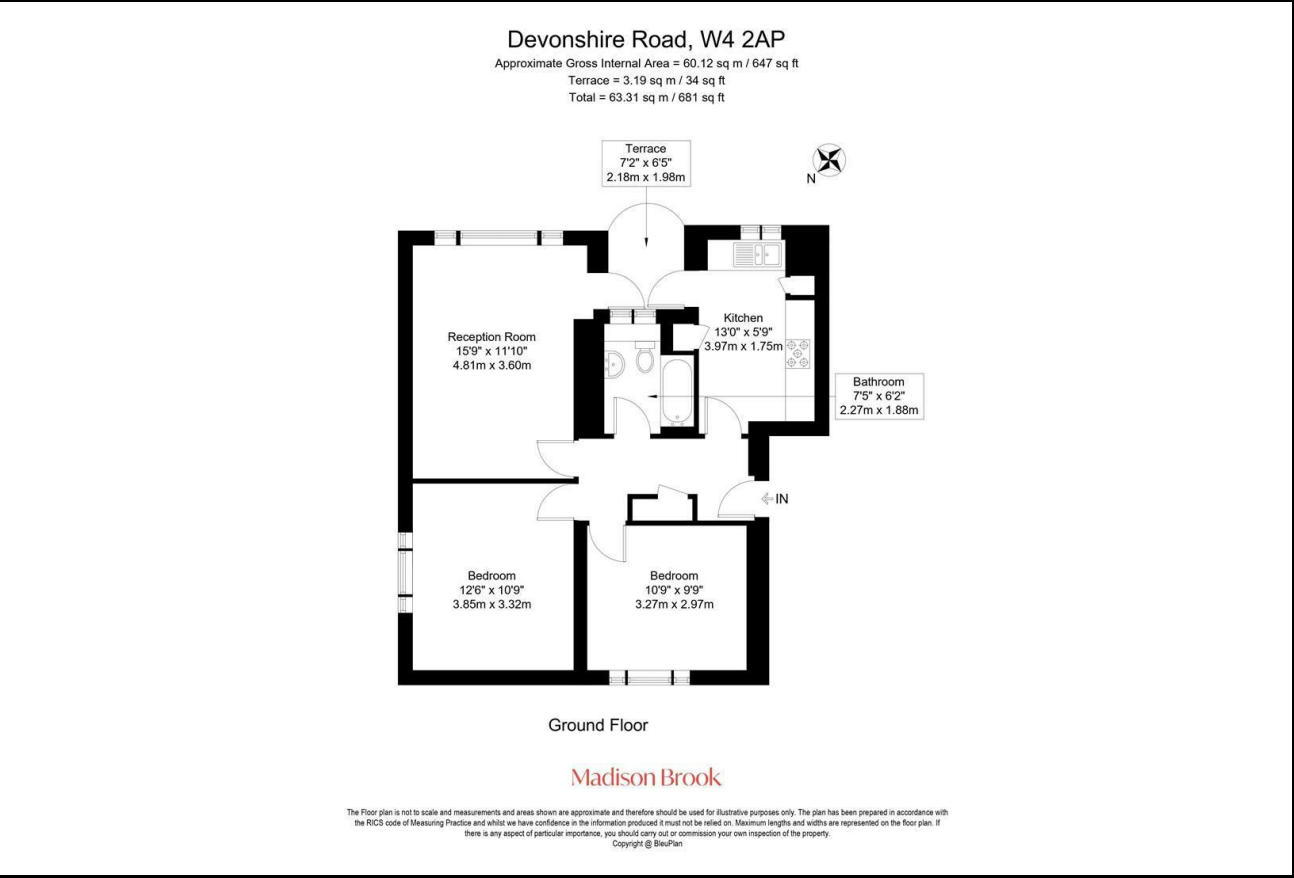 Devonshire Road, W4 2AP
Approximate Gross Internal Area = 60.12 sq m / 647 sq ft
Terrace = 3.19 sq m / 34 sq ft
Total = 63.31 sq m / 681 sq ft
Terrace
7'2" x 6'5"
2.18m x 1.98m
N
Reception Room
15'9" x 11'10"
4.81m x 3.60m
Kitchen
13'0" x 5'9"
3.97m x 1.75m
Bathroom
7'5" x 6'2"
2.27m x 1.88m
IN
Bedroom
12'6" x 10'9"
3.85m x 3.32m
Bedroom
10'9" x 9'9"
3.27m x 2.97m
Ground Floor
Madison Brook
The Floor plan is not to scale and measurements and areas shown are approximate and therefore should be used for illustrative purposes only. The plan has been prepared in accordance with
the RICS code of Measuring Practice and whilst we have confidence in the information produced it must not be relied on. Maximum lengths and widths are represented on the floor plan. If
there is any aspect of particular importance, you should carry out or commission your own inspection of the property.
Copyright @ BleuPlan